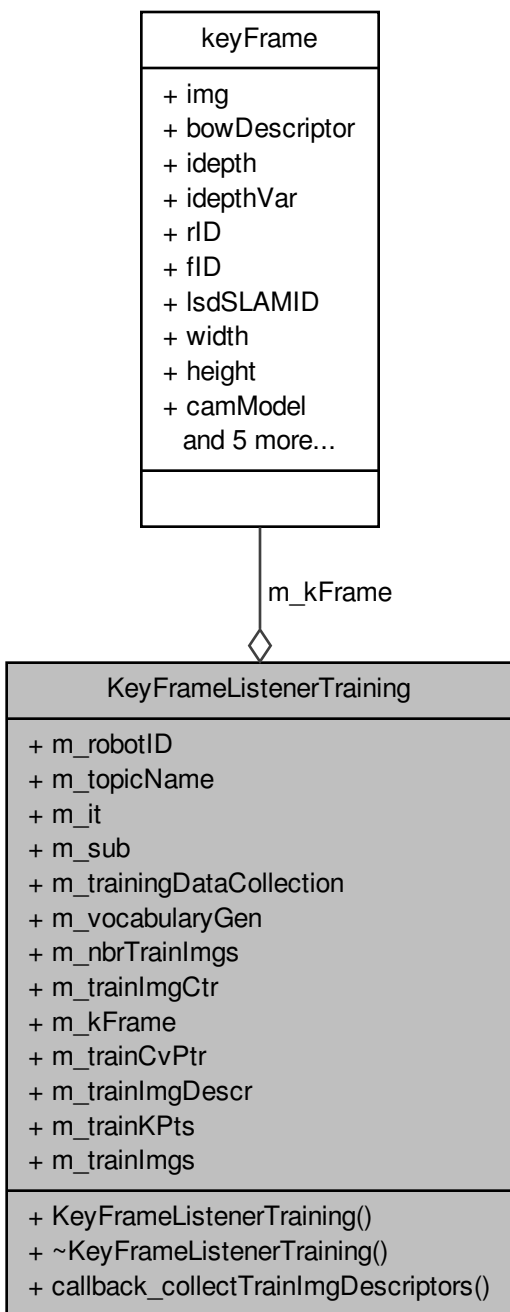 keyFrame
+ img
+ bowDescriptor
+ idepth
+ idepthVar
+ rID
+ fID
+ lsdSLAMID
+ width
+ height
+ camModel
and 5 more...
m_kFrame
KeyFrameListenerTraining
+ m_robotID
+ m_topicName
+ m_it
+ m_sub
+ m_trainingDataCollection
+ m_vocabularyGen
+ m_nbrTrainImgs
+ m_trainImgCtr
+ m_kFrame
+ m_trainCvPtr
+ m_trainImgDescr
+ m_trainKPts
+ m_trainImgs
+ KeyFrameListenerTraining()
+ ~KeyFrameListenerTraining()
+ callback_collectTrainImgDescriptors()